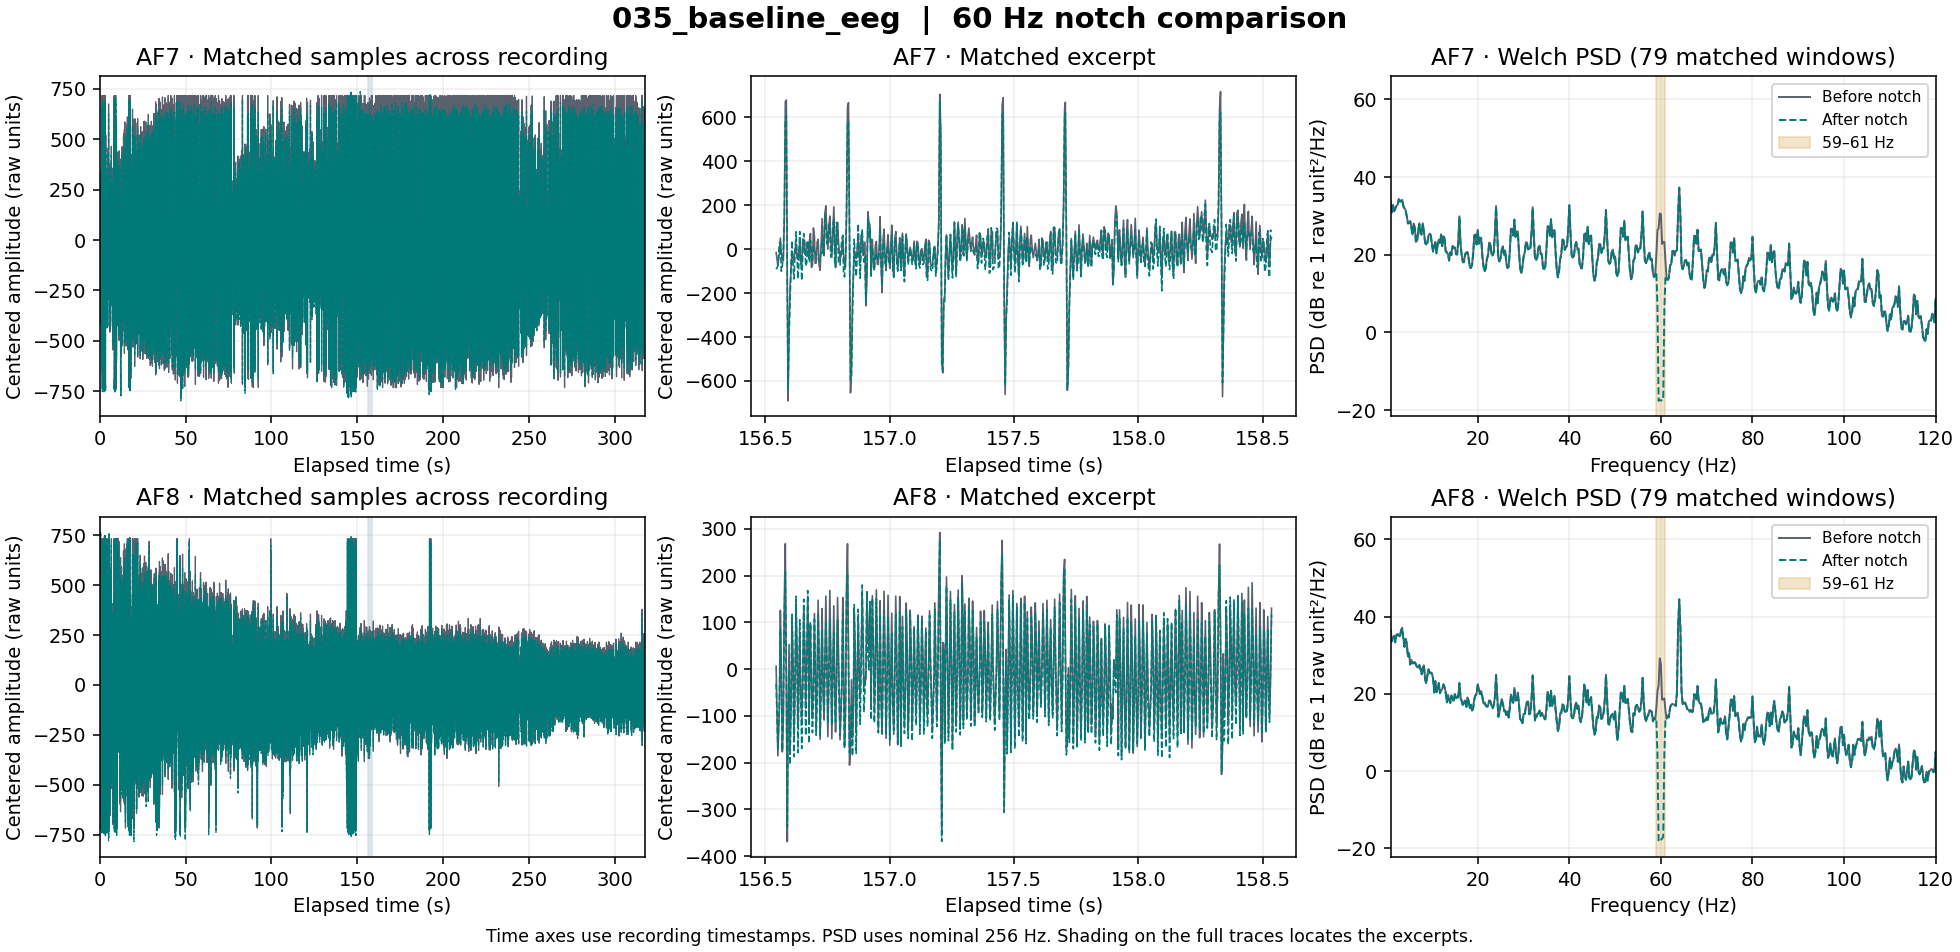 035_baseline_eeg | 60 Hz notch comparison
AF7 · Matched samples across recording
Centered amplitude (raw units)
750
500
250
0
−250
−500
−750
0 50 100 150 200 250 300
Elapsed time (s)
AF7 · Matched excerpt
Centered amplitude (raw units)
600
400
200
0
−200
−400
−600
156.5 157.0 157.5 158.0 158.5
Elapsed time (s)
AF7 · Welch PSD (79 matched windows)
PSD (dB re 1 raw unit²/Hz)
60
40
20
0
−20
Before notch
After notch
59–61 Hz
20 40 60 80 100 120
Frequency (Hz)
AF8 · Matched samples across recording
Centered amplitude (raw units)
750
500
250
0
−250
−500
−750
0 50 100 150 200 250 300
Elapsed time (s)
AF8 · Matched excerpt
Centered amplitude (raw units)
300
200
100
0
−100
−200
−300
−400
156.5 157.0 157.5 158.0 158.5
Elapsed time (s)
AF8 · Welch PSD (79 matched windows)
PSD (dB re 1 raw unit²/Hz)
60
40
20
0
−20
Before notch
After notch
59–61 Hz
20 40 60 80 100 120
Frequency (Hz)
Time axes use recording timestamps. PSD uses nominal 256 Hz. Shading on the full traces locates the excerpts.